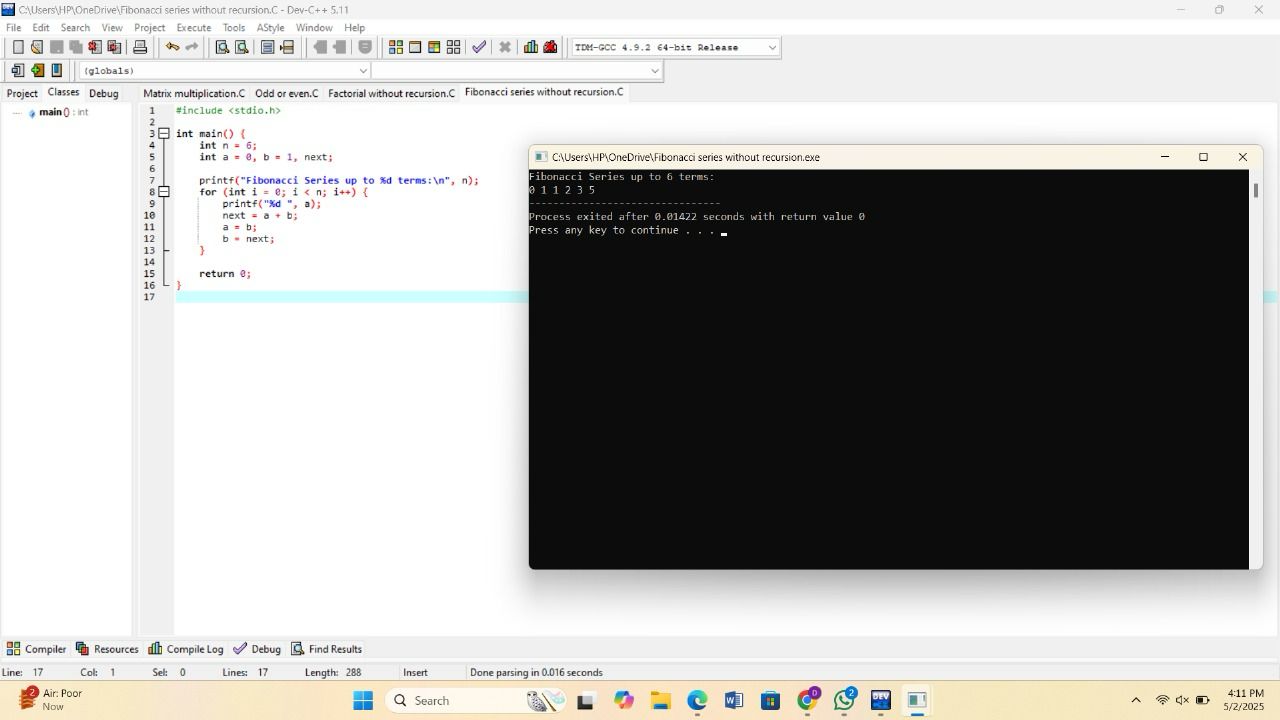 C:\Users\HP\OneDrive\Fibonacci series without recursion.C - Dev-C++ 5.11
File Edit Search View Project Execute Tools AStyle Window Help
TDM-GCC 4.9.2 64-bit Release
(globals)
Project Classes Debug
Matrix multiplication.C Odd or even.C Factorial without recursion.C Fibonacci series without recursion.C
main () : int
1 #include <stdio.h>
2
3 int main() {
4 int n = 6;
5 int a = 0, b = 1, next;
6
7 printf("Fibonacci Series up to %d terms:\n", n);
8 for (int i = 0; i < n; i++) {
9 printf("%d ", a);
10 next = a + b;
11 a = b;
12 b = next;
13 }
14
15 return 0;
16 }
17
C:\Users\HP\OneDrive\Fibonacci series without recursion.exe
Fibonacci Series up to 6 terms:
0 1 1 2 3 5
--------------------------------
Process exited after 0.01422 seconds with return value 0
Press any key to continue . . .
Compiler Resources Compile Log Debug Find Results
Line: 17 Col: 1 Sel: 0 Lines: 17 Length: 288 Insert Done parsing in 0.016 seconds
2
Air: Poor
Now
Search
D
2
DEV
4:11 PM
5/2/2025